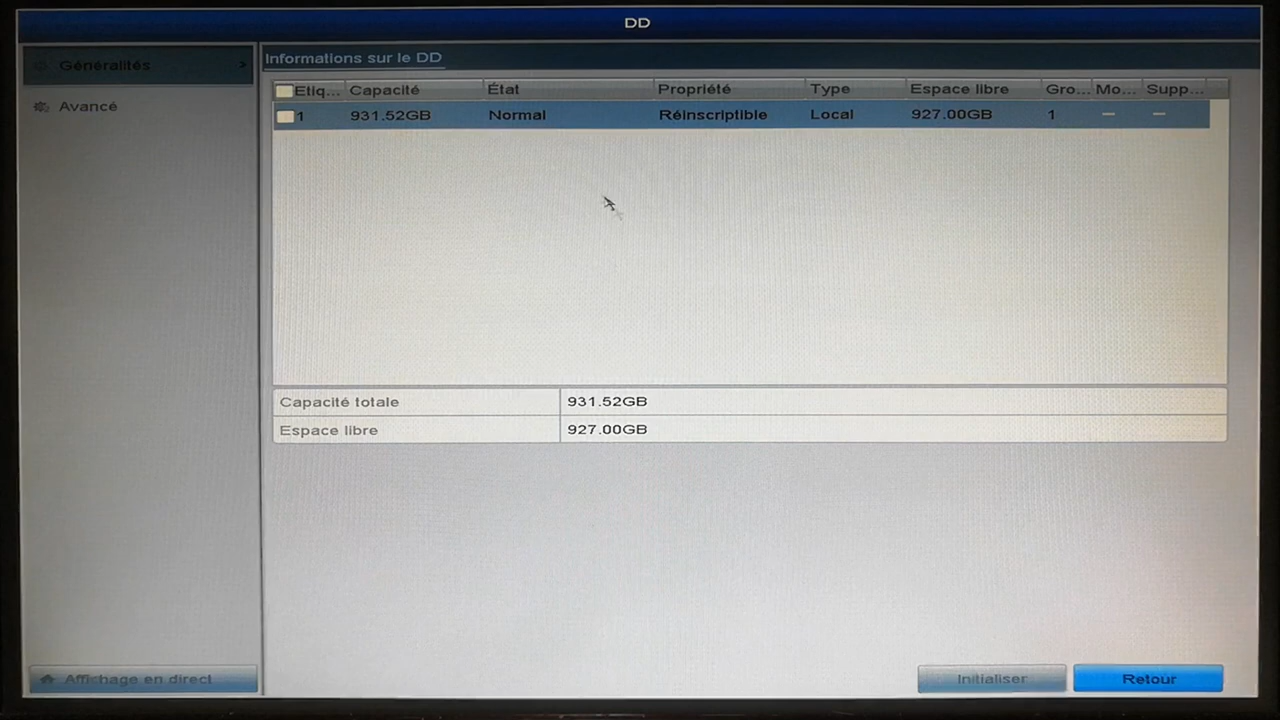 DD
Généralités >
Avancé
Informations sur le DD
Etiq... Capacité État Propriété Type Espace libre Gro... Mo... Supp...
1 931.52GB Normal Réinscriptible Local 927.00GB 1 — —
Capacité totale 931.52GB
Espace libre 927.00GB
Affichage en direct
Initialiser Retour